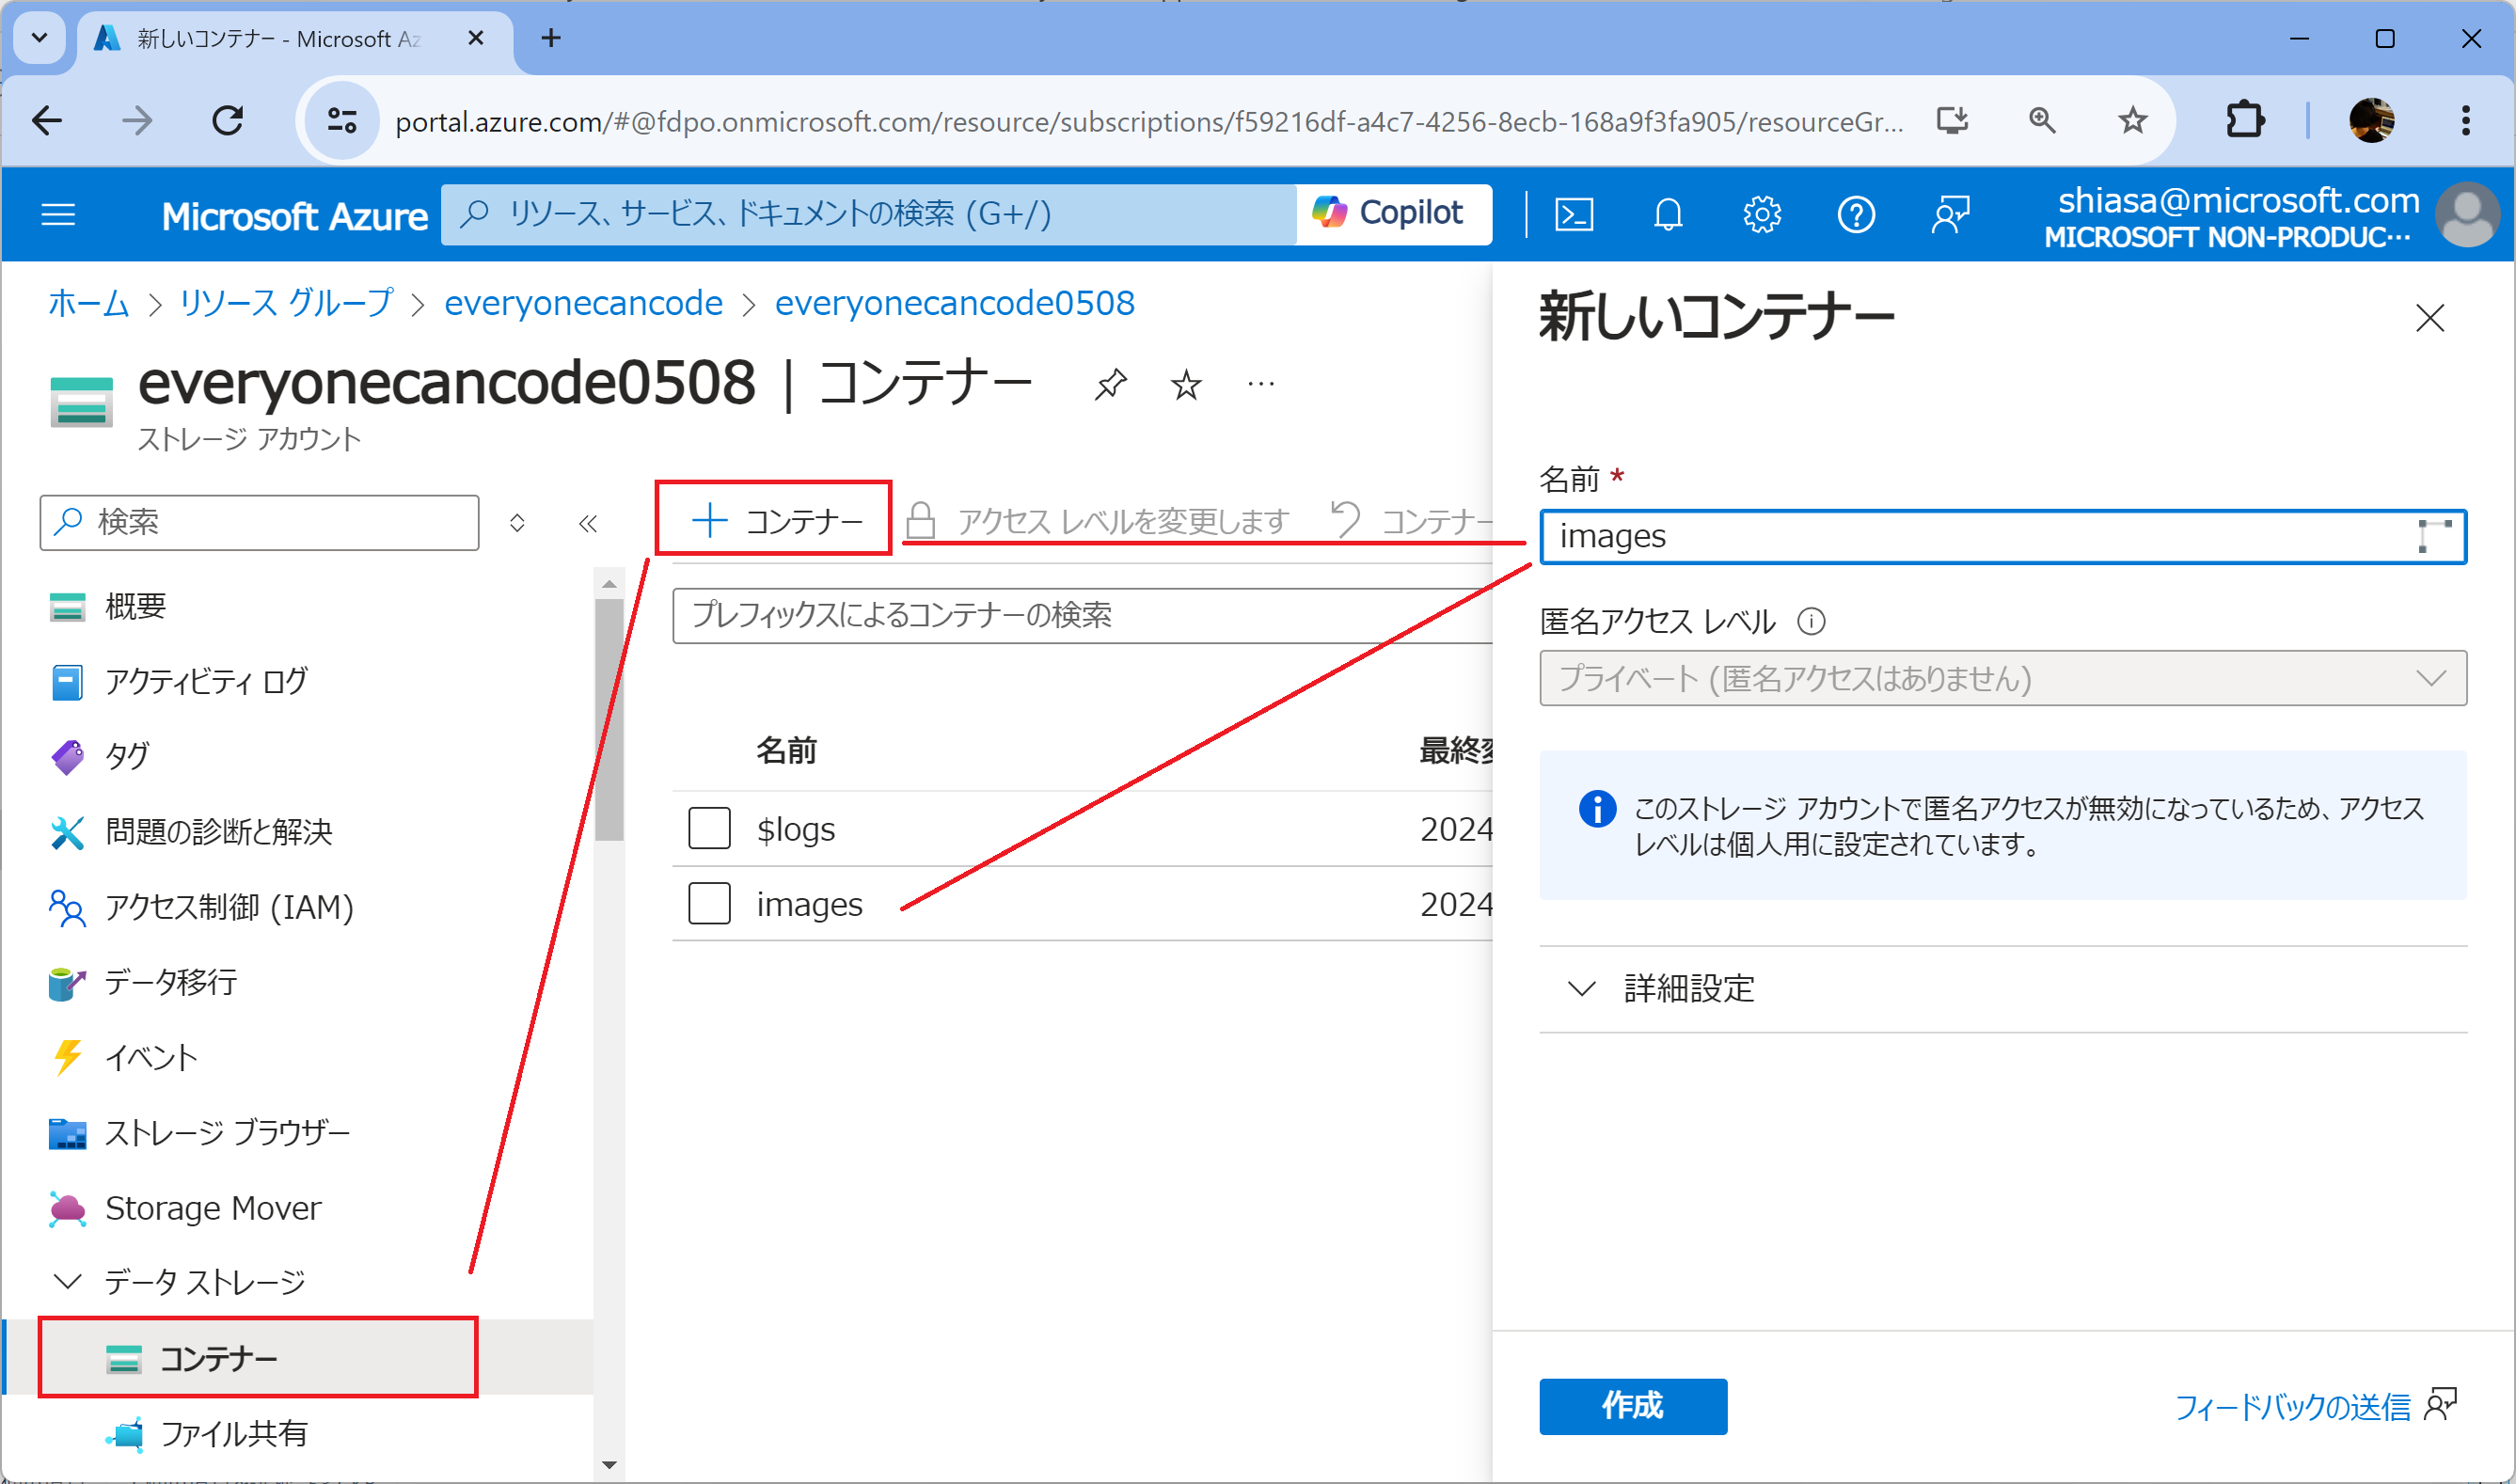 新しいコンテナー - Microsoft Az
portal.azure.com/#@fdpo.onmicrosoft.com/resource/subscriptions/f59216df-a4c7-4256-8ecb-168a9f3fa905/resourceGr...
Microsoft Azure
リソース、サービス、ドキュメントの検索 (G+/)
Copilot
shiasa@microsoft.com
MICROSOFT NON-PRODUC...
ホーム > リソース グループ > everyonecancode > everyonecancode0508
everyonecancode0508 | コンテナー
ストレージ アカウント
検索
概要
アクティビティ ログ
タグ
問題の診断と解決
アクセス制御 (IAM)
データ移行
イベント
ストレージ ブラウザー
Storage Mover
データ ストレージ
コンテナー
ファイル共有
コンテナー
アクセス レベルを変更します
コンテナー
プレフィックスによるコンテナーの検索
名前
最終変
$logs
2024
images
2024
新しいコンテナー
名前 *
images
匿名アクセス レベル
プライベート (匿名アクセスはありません)
このストレージ アカウントで匿名アクセスが無効になっているため、アクセス
レベルは個人用に設定されています。
詳細設定
作成
フィードバックの送信